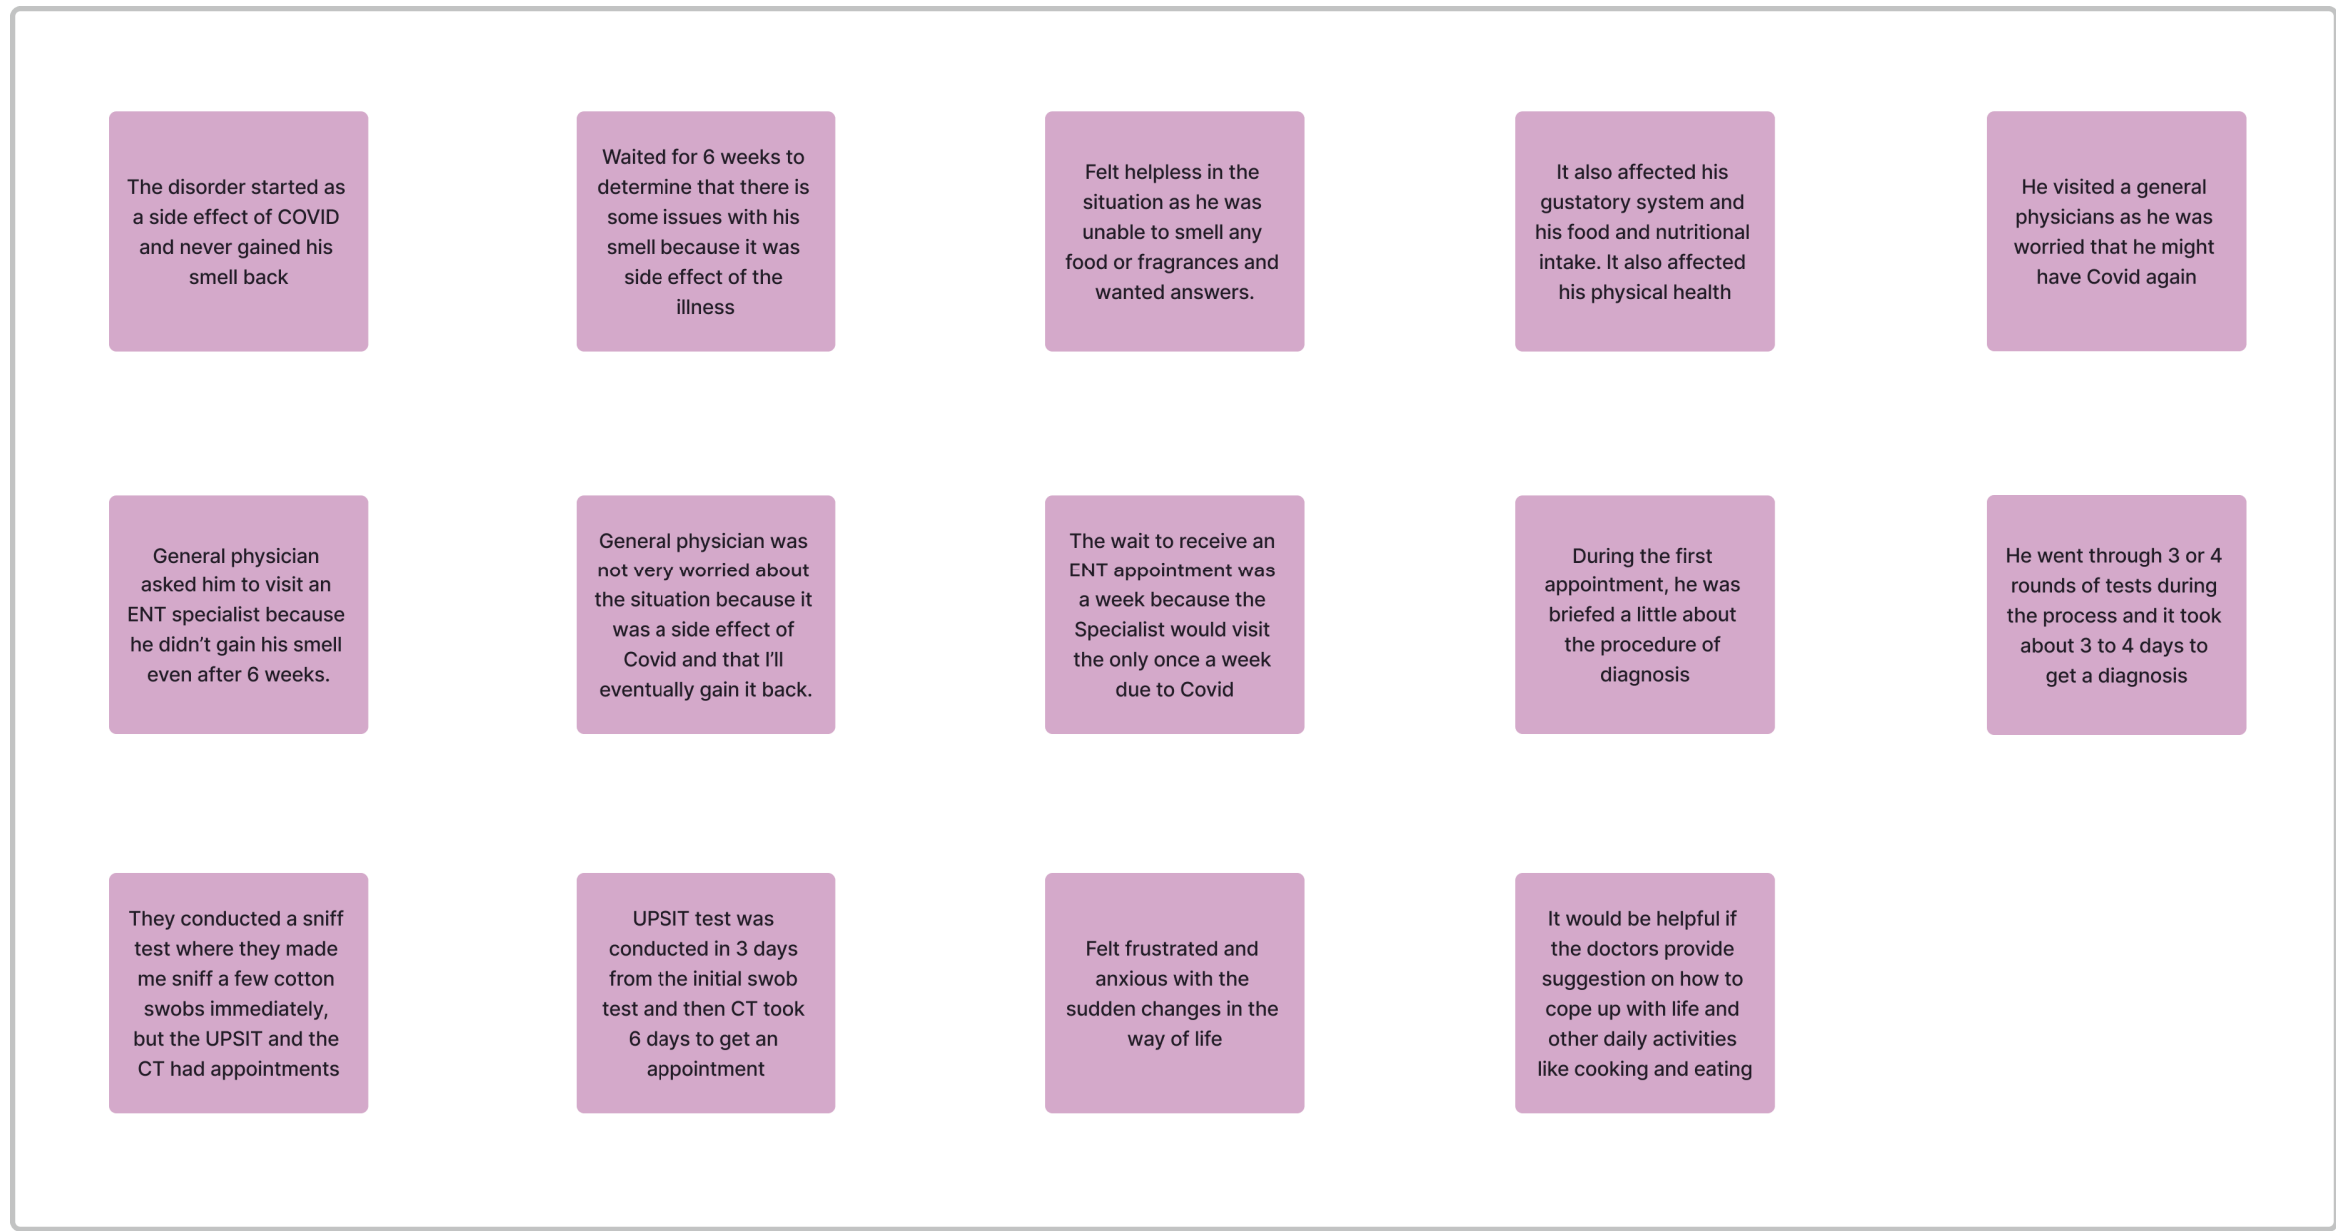 The disorder started as
a side effect of COVID
and never gained his
smell back
Waited for 6 weeks to
determine that there is
some issues with his
smell because it was
side effect of the
illness
Felt helpless in the
situation as he was
unable to smell any
food or fragrances and
wanted answers.
It also affected his
gustatory system and
his food and nutritional
intake. It also affected
his physical health
He visited a general
physicians as he was
worried that he might
have Covid again
General physician
asked him to visit an
ENT specialist because
he didn’t gain his smell
even after 6 weeks.
General physician was
not very worried about
the situation because it
was a side effect of
Covid and that I’ll
eventually gain it back.
The wait to receive an
ENT appointment was
a week because the
Specialist would visit
the only once a week
due to Covid
During the first
appointment, he was
briefed a little about
the procedure of
diagnosis
He went through 3 or 4
rounds of tests during
the process and it took
about 3 to 4 days to
get a diagnosis
They conducted a sniff
test where they made
me sniff a few cotton
swobs immediately,
but the UPSIT and the
CT had appointments
UPSIT test was
conducted in 3 days
from the initial swob
test and then CT took
6 days to get an
appointment
Felt frustrated and
anxious with the
sudden changes in the
way of life
It would be helpful if
the doctors provide
suggestion on how to
cope up with life and
other daily activities
like cooking and eating